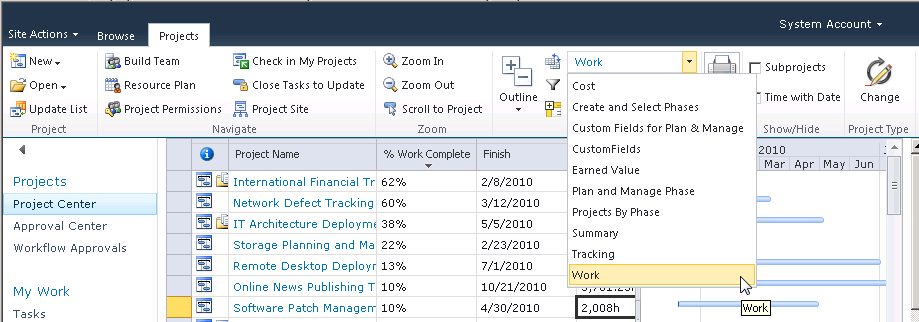 System Account
Site Actions Browse Projects
New Build Team Check in My Projects Zoom In Work Subprojects
Open Resource Plan Close Tasks to Update Zoom Out Outline Time with Date Change
Update List Project Permissions Project Site Scroll to Project
Project Navigate Zoom Show/Hide Project Type
Cost
Create and Select Phases
Custom Fields for Plan & Manage
CustomFields
Earned Value
Plan and Manage Phase
Projects By Phase
Summary
Tracking
Work
Work
Projects
Project Center
Approval Center
Workflow Approvals
My Work
Tasks
Project Name % Work Complete Finish 2010
Mar Apr May Jun
International Financial Tr 62% 2/8/2010
Network Defect Tracking 60% 3/12/2010
IT Architecture Deployme 38% 5/5/2010
Storage Planning and Ma 22% 2/23/2010
Remote Desktop Deployn 13% 7/1/2010
Online News Publishing T 10% 10/21/2010
Software Patch Managem 10% 4/30/2010 2,008h